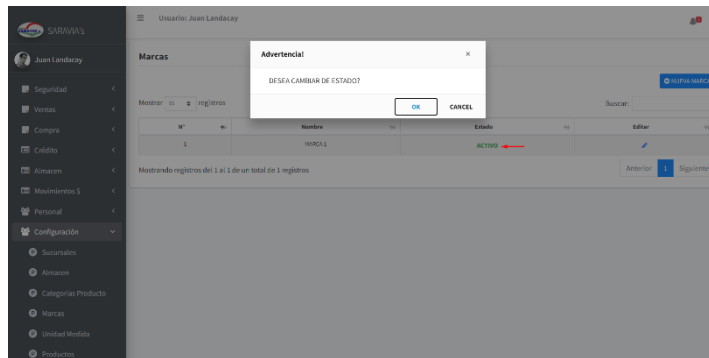 SARAVIA's
Usuario: Juan Landacay
Juan Landacay
Seguridad
Ventas
Compra
Crédito
Almacen
Movimientos S
Personal
Configuración
Sucursales
Almacen
Categorias Producto
Marcas
Unidad Medida
Productos
Marcas
Advertencia!
×
DESEA CAMBIAR DE ESTADO?
OK
CANCEL
NUEVA MARCA
Mostrar registros
Buscar:
N° Nombre Estado Editar
1 MARCA 1 ACTIVO
Mostrando registros del 1 al 1 de un total de 1 registros
Anterior 1 Siguiente